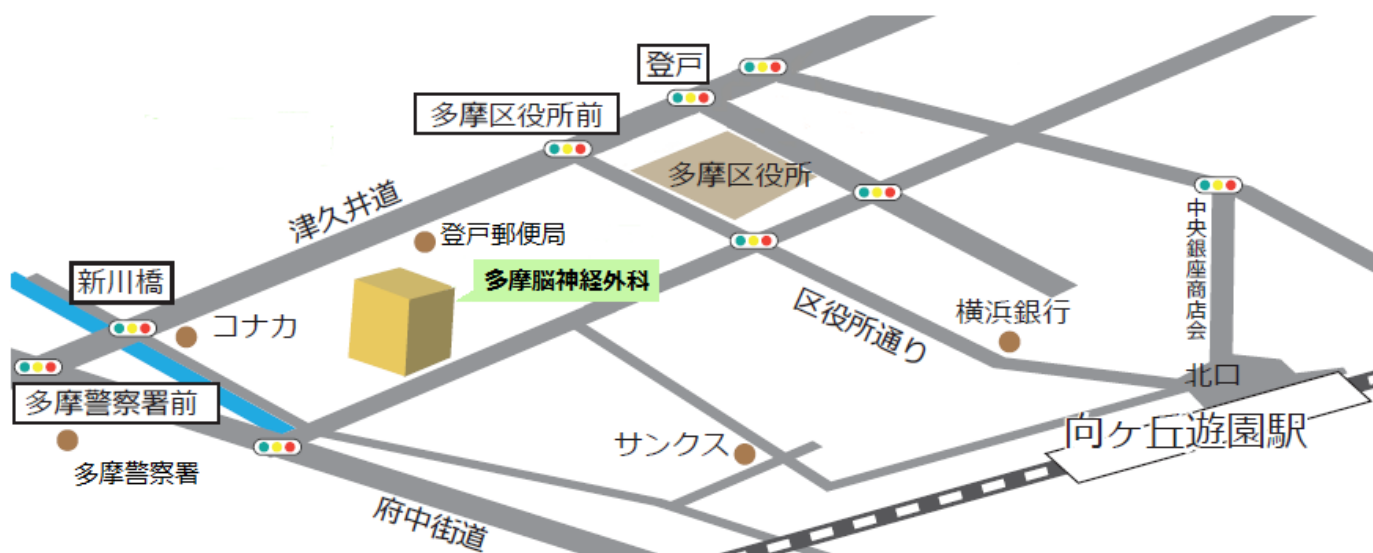 登戸
多摩区役所前
多摩区役所
津久井道
登戸郵便局
中央銀座商店会
新川橋
多摩脳神経外科
コナカ
区役所通り
横浜銀行
北口
多摩警察署前
向ヶ丘遊園駅
サンクス
多摩警察署
府中街道